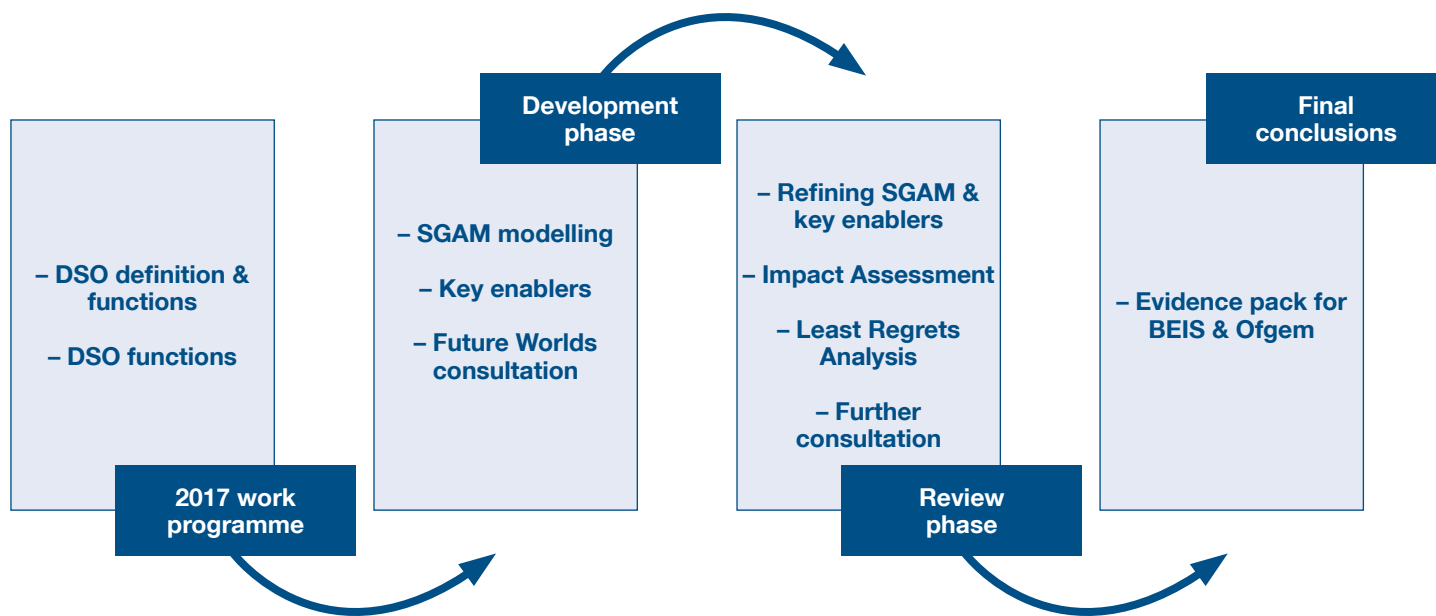 – DSO definition &
functions
– DSO functions
2017 work
programme
Development
phase
– SGAM modelling
– Key enablers
– Future Worlds
consultation
– Refining SGAM &
key enablers
– Impact Assessment
– Least Regrets
Analysis
– Further
consultation
Review
phase
Final
conclusions
– Evidence pack for
BEIS & Ofgem